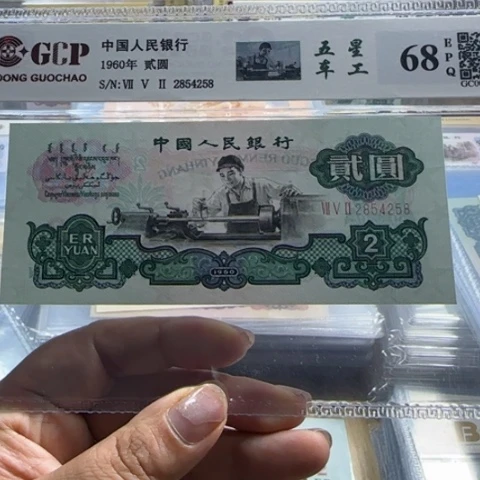 GCP
DONG GUOCHAO
中国人民银行
1960年 贰圆
S/N: Ⅶ Ⅴ Ⅱ 2854258
五星
车工
68
EPQ
中國人民銀行
貳圓
Ⅶ Ⅴ Ⅱ 2854258
ER
YUAN
1960
2